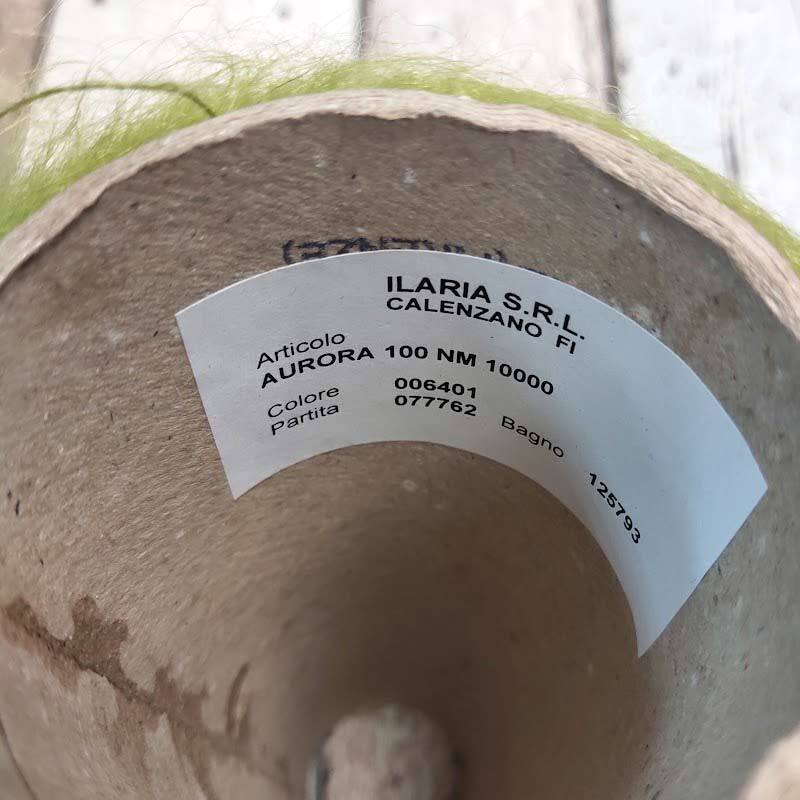 ILARIA S.R.L.
CALENZANO FI
Articolo
AURORA 100 NM 10000
Colore 006401
Partita 077762 Bagno 125793